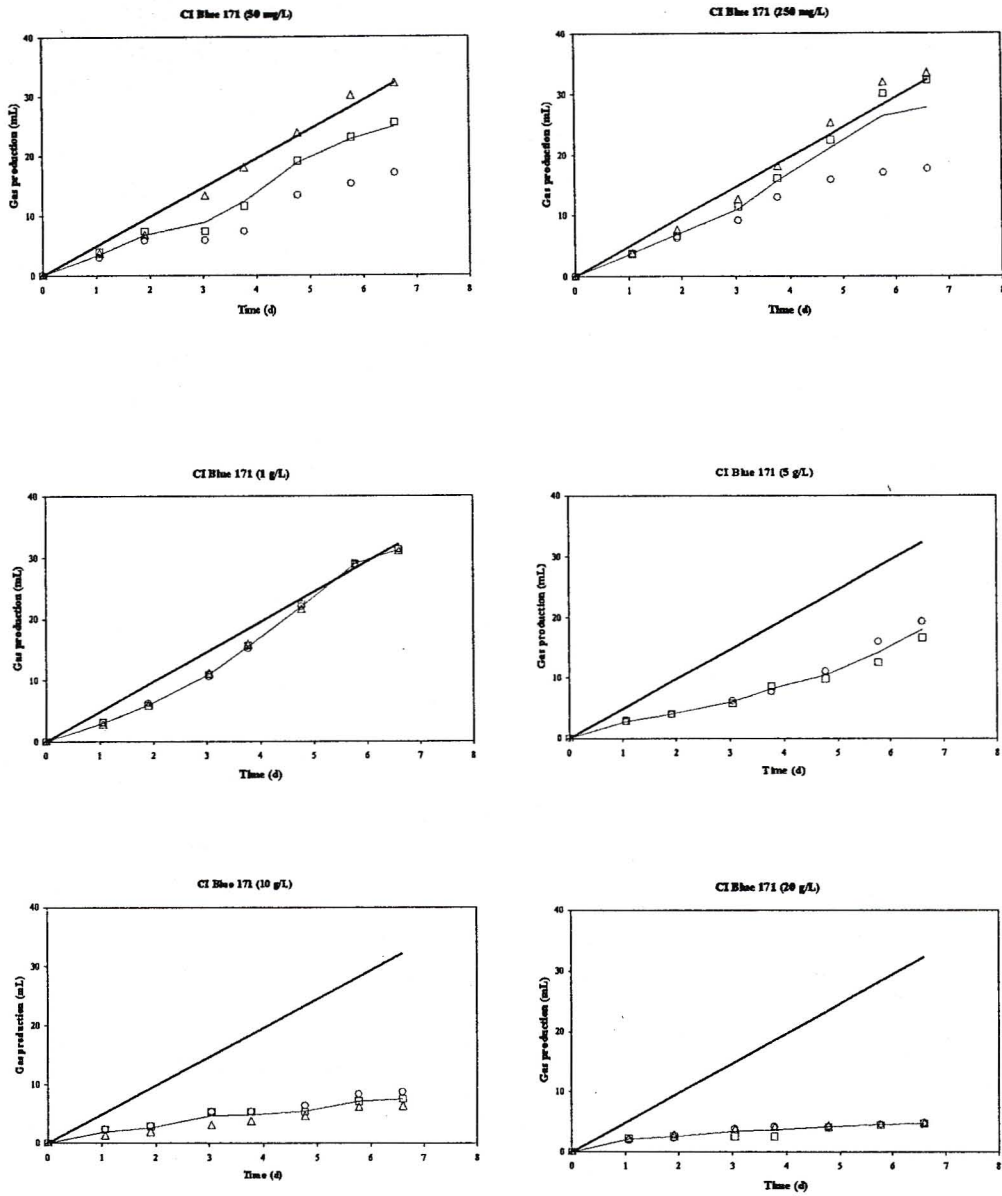 CI Blue 171 (50 mg/L)
40
30
20
10
0
Gas production (mL)
0 1 2 3 4 5 6 7 8
Time (d)
CI Blue 171 (250 mg/L)
40
30
20
10
0
Gas production (mL)
0 1 2 3 4 5 6 7 8
Time (d)
CI Blue 171 (1 g/L)
40
30
20
10
0
Gas production (mL)
0 1 2 3 4 5 6 7 8
Time (d)
CI Blue 171 (5 g/L)
40
30
20
10
0
Gas production (mL)
0 1 2 3 4 5 6 7 8
Time (d)
CI Blue 171 (10 g/L)
40
30
20
10
0
Gas production (mL)
0 1 2 3 4 5 6 7 8
Time (d)
CI Blue 171 (20 g/L)
40
30
20
10
0
Gas production (mL)
0 1 2 3 4 5 6 7 8
Time (d)